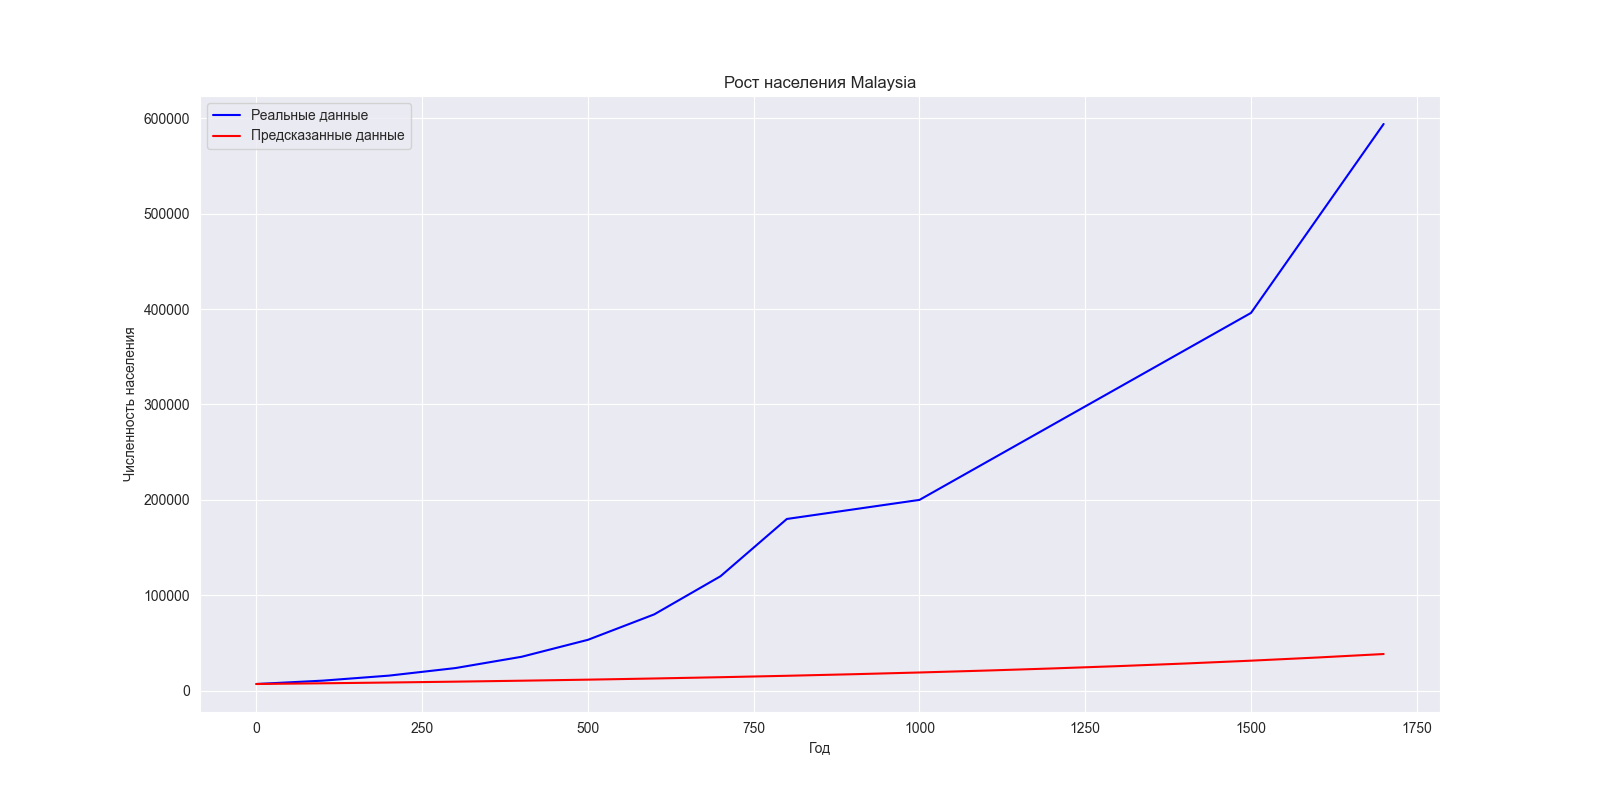 Рост населения Malaysia
Реальные данные
Предсказанные данные
Численность населения
600000
500000
400000
300000
200000
100000
0
0 250 500 750 1000 1250 1500 1750
Год